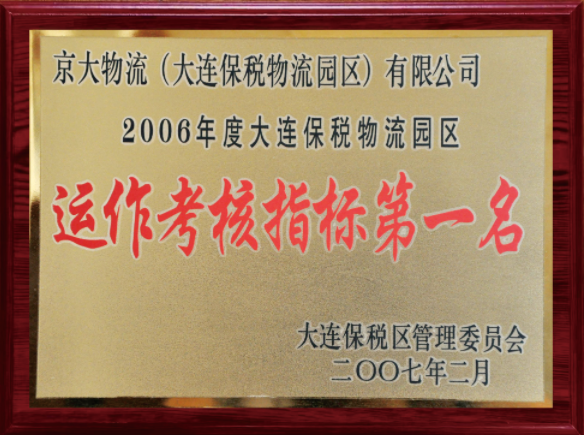 京大物流（大连保税物流园区）有限公司
2006年度大连保税物流园区
运作考核指标第一名
大连保税区管理委员会
二〇〇七年二月